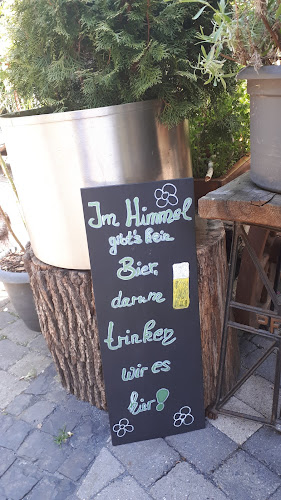 Im Himmel
gibt's kein
Bier,
darum
trinken
wir es
hier!